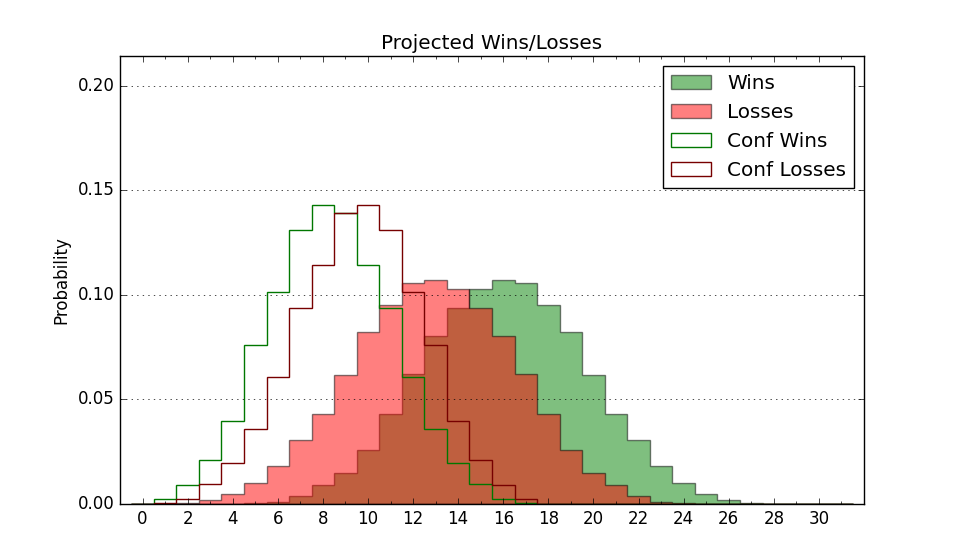 Projected Wins/Losses
Wins
Losses
Conf Wins
Conf Losses
Probability
0.20
0.15
0.10
0.05
0.00
0 2 4 6 8 10 12 14 16 18 20 22 24 26 28 30